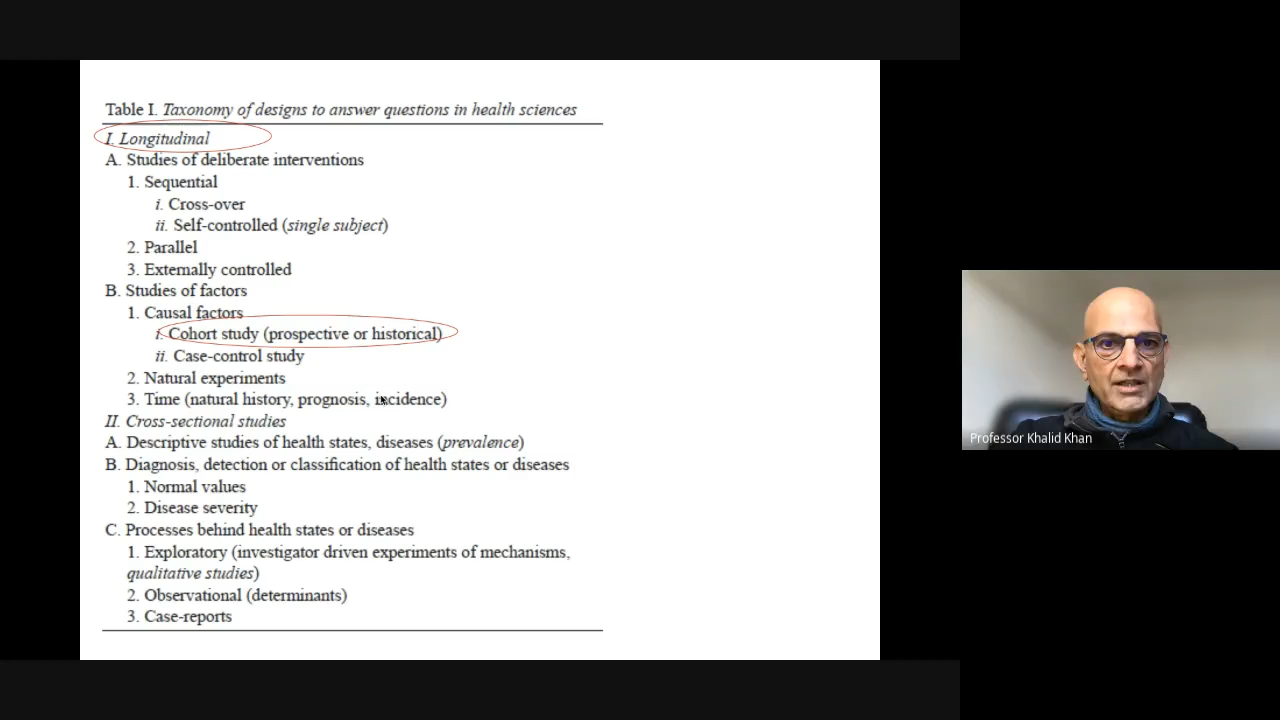 Table I. Taxonomy of designs to answer questions in health sciences
I. Longitudinal
A. Studies of deliberate interventions
1. Sequential
i. Cross-over
ii. Self-controlled (single subject)
2. Parallel
3. Externally controlled
B. Studies of factors
1. Causal factors
i. Cohort study (prospective or historical)
ii. Case-control study
2. Natural experiments
3. Time (natural history, prognosis, incidence)
II. Cross-sectional studies
A. Descriptive studies of health states, diseases (prevalence)
B. Diagnosis, detection or classification of health states or diseases
1. Normal values
2. Disease severity
C. Processes behind health states or diseases
1. Exploratory (investigator driven experiments of mechanisms,
qualitative studies)
2. Observational (determinants)
3. Case-reports
Professor Khalid Khan